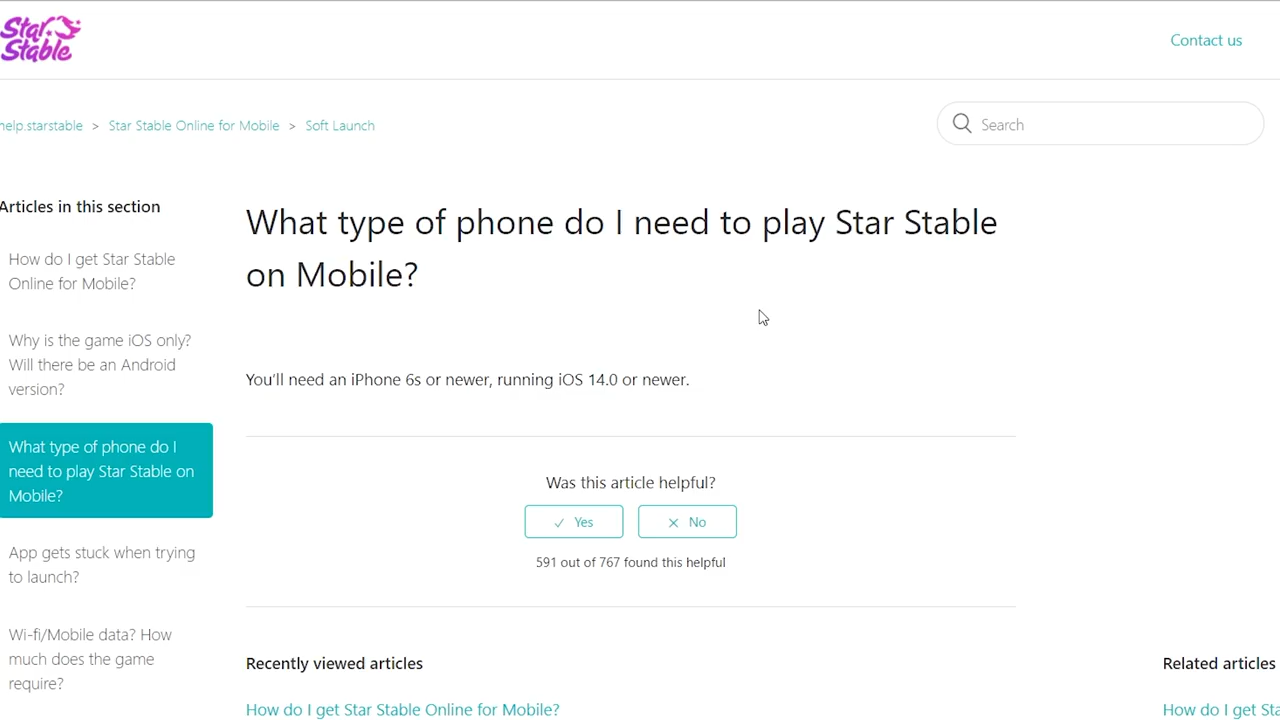 Star
Stable
Contact us
help.starstable > Star Stable Online for Mobile > Soft Launch
Search
Articles in this section
How do I get Star Stable
Online for Mobile?
Why is the game iOS only?
Will there be an Android
version?
What type of phone do I
need to play Star Stable on
Mobile?
App gets stuck when trying
to launch?
Wi-fi/Mobile data? How
much does the game
require?
What type of phone do I need to play Star Stable
on Mobile?
You'll need an iPhone 6s or newer, running iOS 14.0 or newer.
Was this article helpful?
✓ Yes
✕ No
591 out of 767 found this helpful
Recently viewed articles
How do I get Star Stable Online for Mobile?
Related articles
How do I get Sta